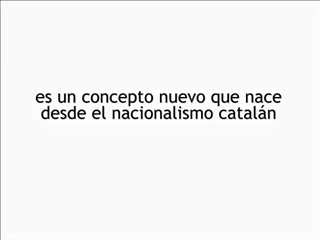 es un concepto nuevo que nace
desde el nacionalismo catalán